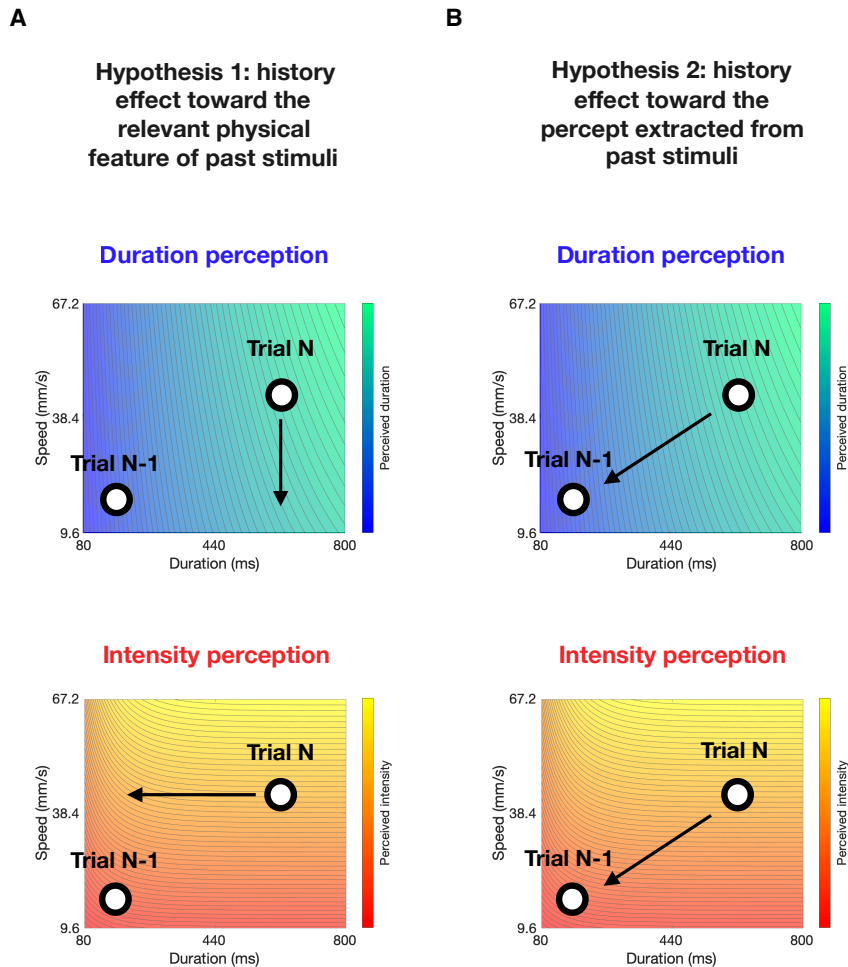 A
Hypothesis 1: history
effect toward the
relevant physical
feature of past stimuli
Duration perception
67.2
38.4
9.6
Speed (mm/s)
Trial N
Trial N-1
80
440
800
Duration (ms)
Perceived duration
Intensity perception
67.2
38.4
9.6
Speed (mm/s)
Trial N
Trial N-1
80
440
800
Duration (ms)
Perceived intensity
B
Hypothesis 2: history
effect toward the
percept extracted from
past stimuli
Duration perception
67.2
38.4
9.6
Speed (mm/s)
Trial N
Trial N-1
80
440
800
Duration (ms)
Perceived duration
Intensity perception
67.2
38.4
9.6
Speed (mm/s)
Trial N
Trial N-1
80
440
800
Duration (ms)
Perceived intensity